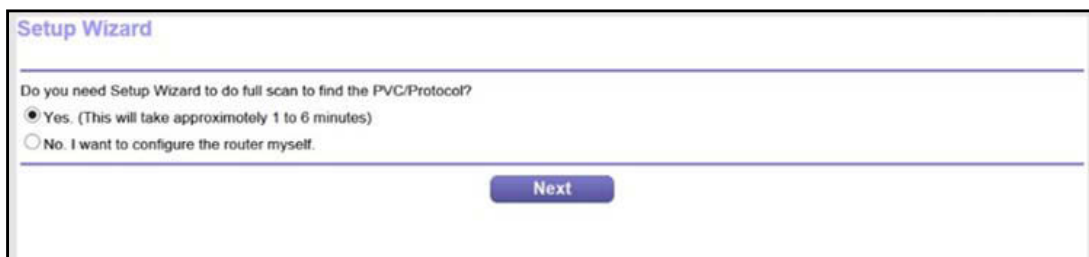 Setup Wizard
Do you need Setup Wizard to do full scan to find the PVC/Protocol?
Yes. (This will take approximately 1 to 6 minutes)
No. I want to configure the router myself.
Next